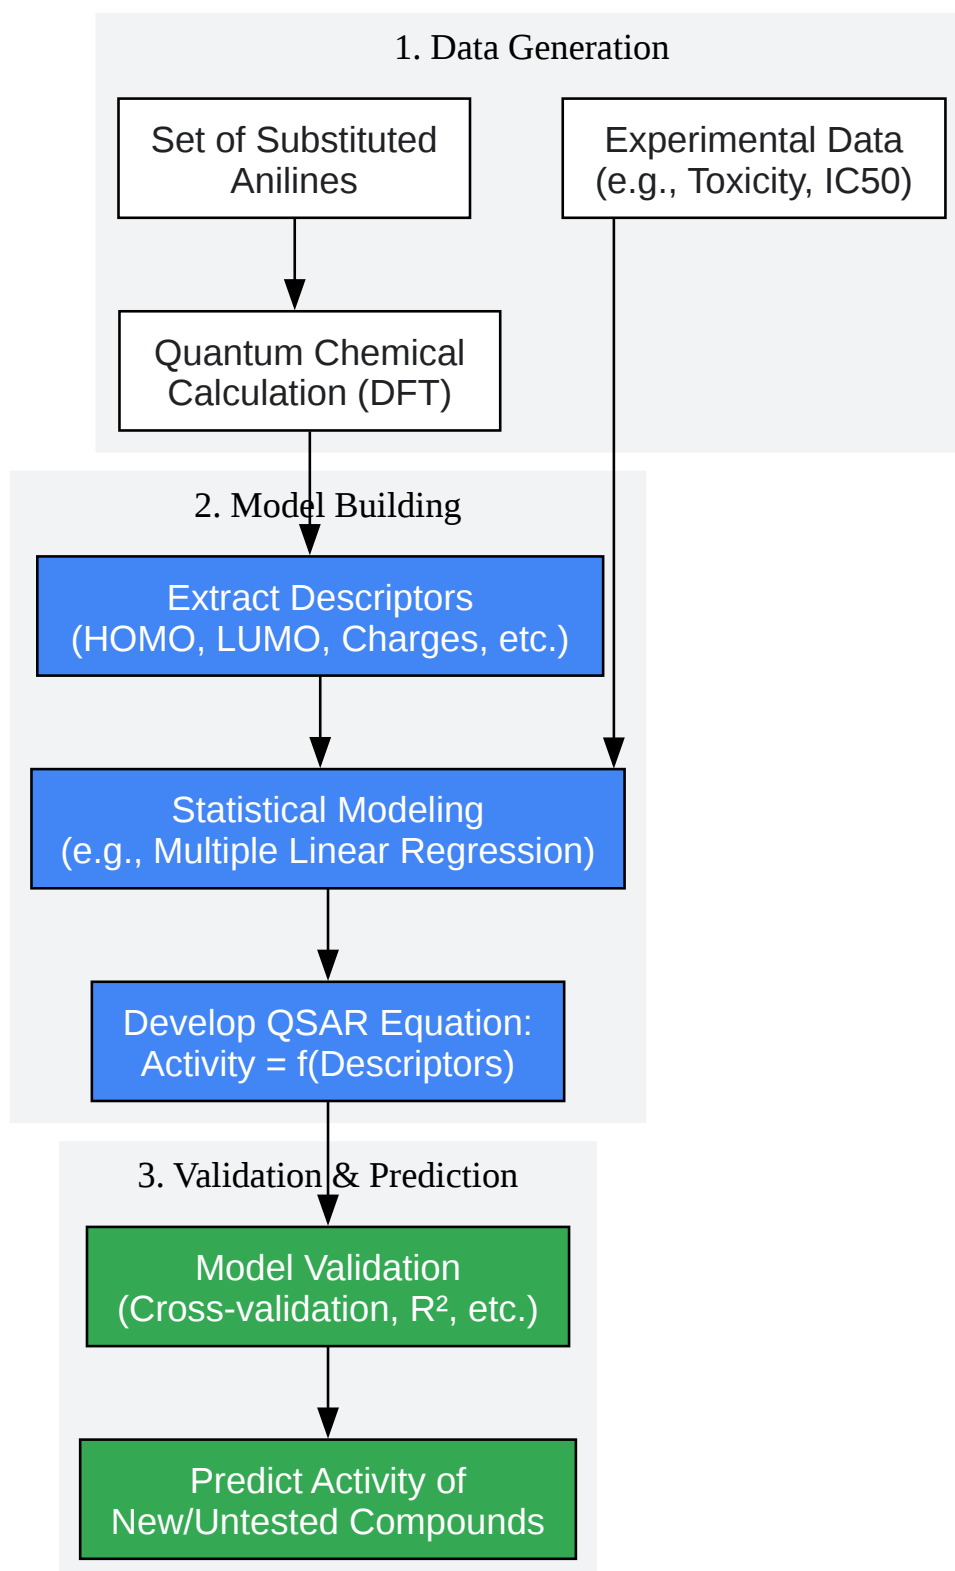 1. Data Generation
Set of Substituted
Anilines
Experimental Data
(e.g., Toxicity, IC50)
Quantum Chemical
Calculation (DFT)
2. Model Building
Extract Descriptors
(HOMO, LUMO, Charges, etc.)
Statistical Modeling
(e.g., Multiple Linear Regression)
Develop QSAR Equation:
Activity = f(Descriptors)
3. Validation & Prediction
Model Validation
(Cross-validation, R², etc.)
Predict Activity of
New/Untested Compounds